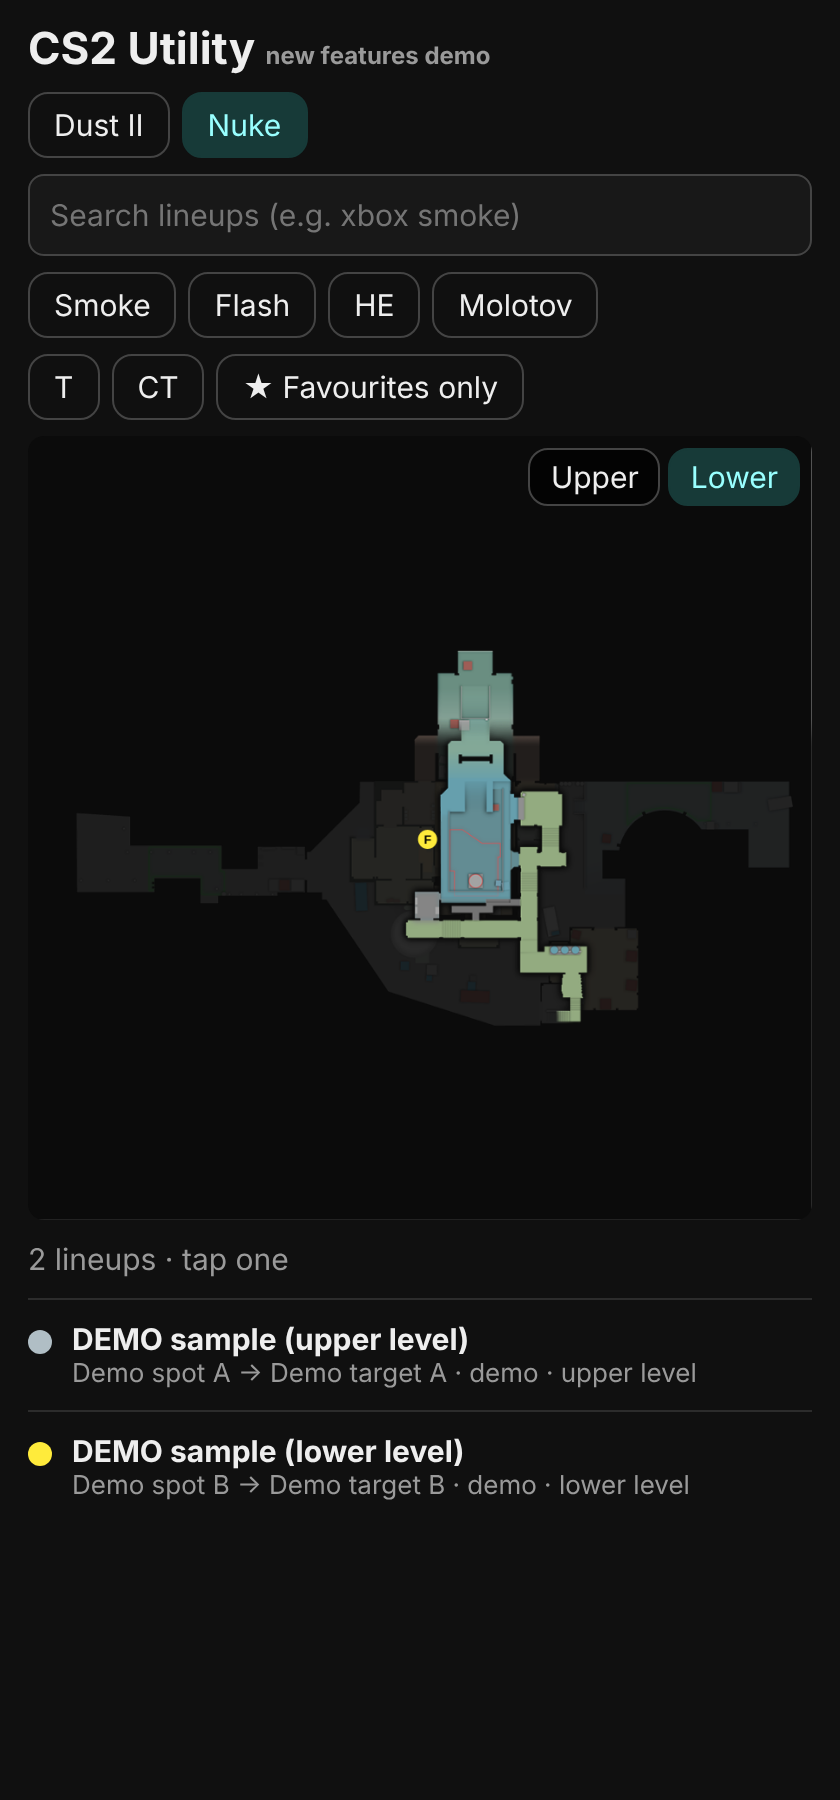 CS2 Utility new features demo
Dust II Nuke
Search lineups (e.g. xbox smoke)
Smoke Flash HE Molotov
T CT ★ Favourites only
Upper Lower
F
2 lineups · tap one
DEMO sample (upper level)
Demo spot A → Demo target A · demo · upper level
DEMO sample (lower level)
Demo spot B → Demo target B · demo · lower level